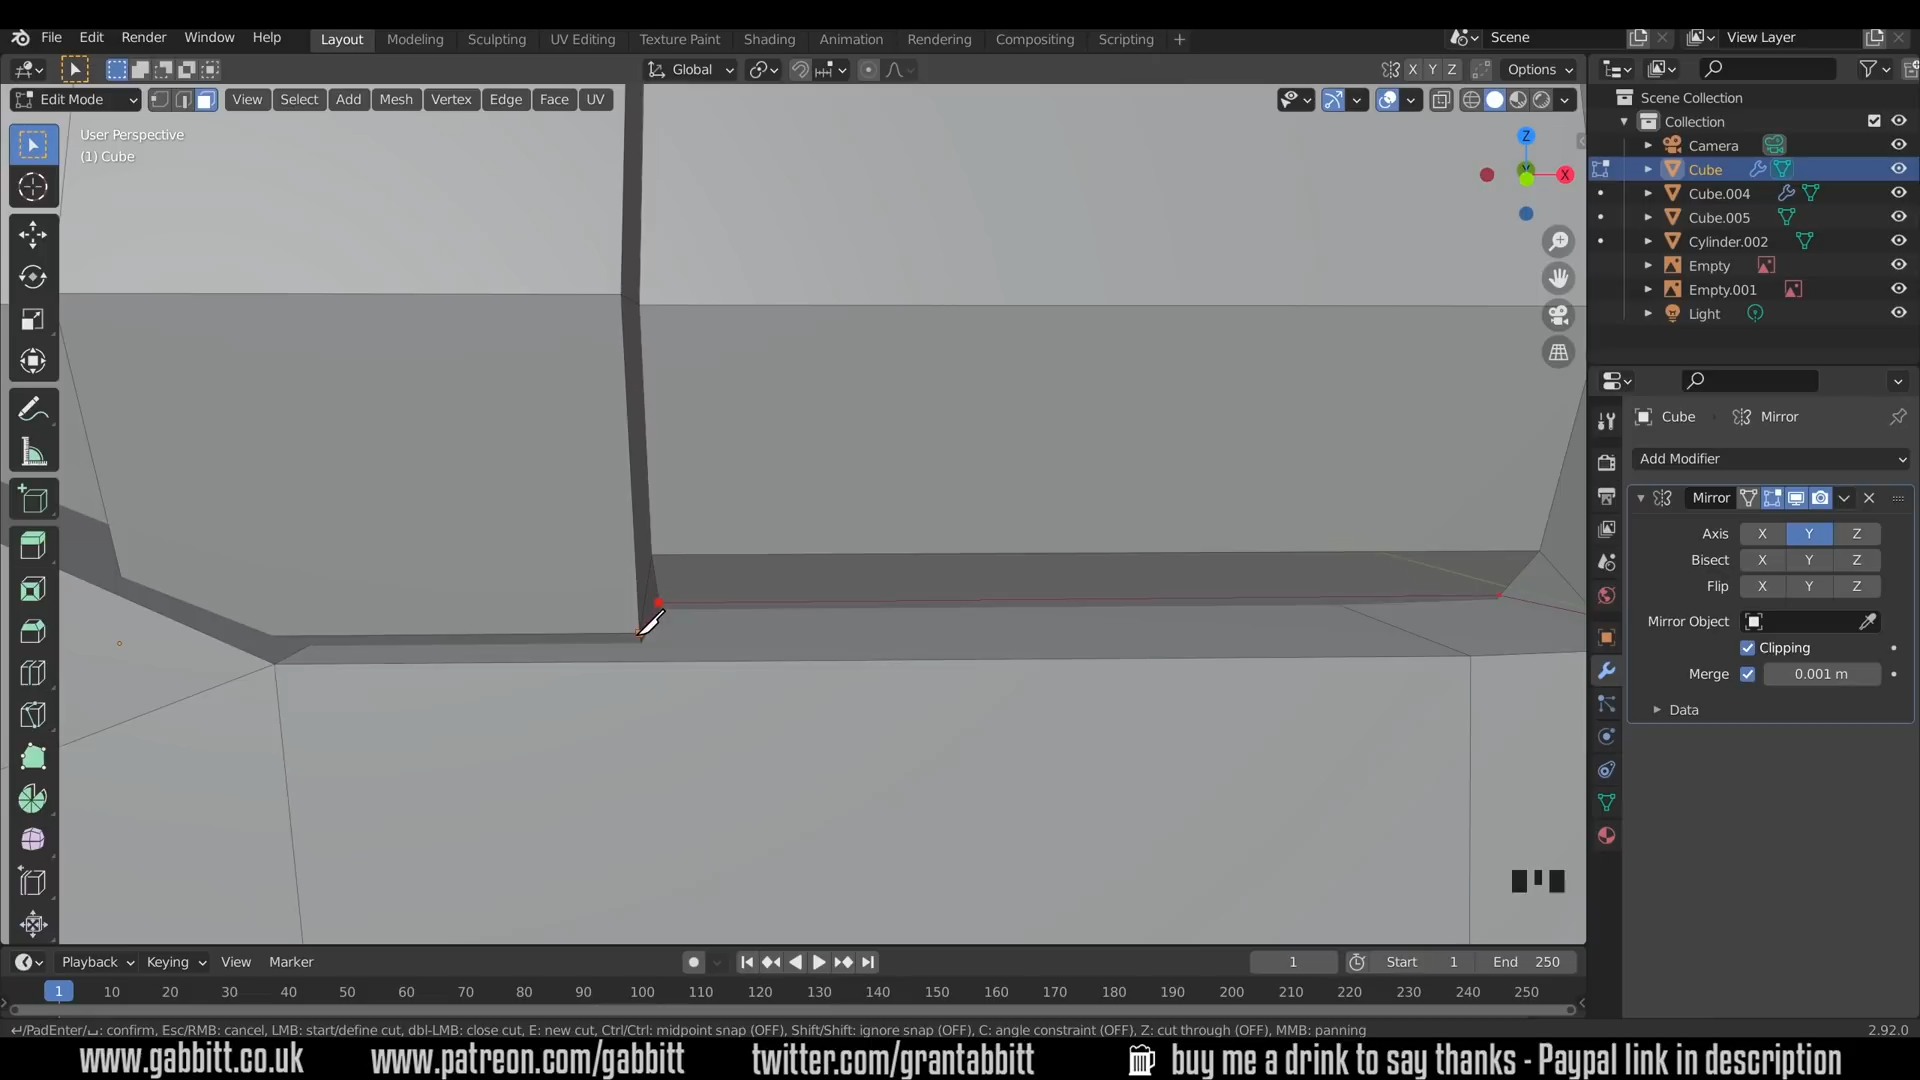 File Edit Render Window Help Layout Modeling Sculpting UV Editing Texture Paint Shading Animation Rendering Compositing Scripting + Scene View Layer
Global X Y Z Options
Edit Mode View Select Add Mesh Vertex Edge Face UV
User Perspective
(1) Cube
Z
X
Scene Collection
Collection
Camera
Cube
Cube.004
Cube.005
Cylinder.002
Empty
Empty.001
Light
Cube Mirror
Add Modifier
Mirror
Axis X Y Z
Bisect X Y Z
Flip X Y Z
Mirror Object
Clipping
Merge 0.001 m
Data
Playback Keying View Marker 1 Start 1 End 250
1 10 20 30 40 50 60 70 80 90 100 110 120 130 140 150 160 170 180 190 200 210 220 230 240 250
/PadEnter/: confirm, Esc/RMB: cancel, LMB: start/define cut, dbl-LMB: close cut, E: new cut, Ctrl/Ctrl: midpoint snap (OFF), Shift/Shift: ignore snap (OFF), C: angle constraint (OFF), Z: cut through (OFF), MMB: panning 2.92.0
www.gabbitt.co.uk www.patreon.com/gabbitt twitter.com/grantabbitt buy me a drink to say thanks - Paypal link in description